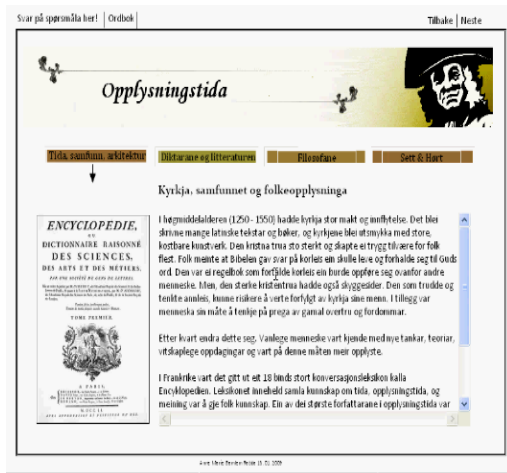 Svar på spørsmåla her! Ordbok Tilbake Neste
Opplysningstida
Tida, samfunn, arkitektur Diktarane og litteraturen Filosofane Sett & Hørt
Kyrkja, samfunnet og folkeopplysninga
ENCYCLOPEDIE,
OU
DICTIONNAIRE RAISONNÉ
DES SCIENCES,
DES ARTS ET DES MÉTIERS,
TOME PREMIER.
A PARIS,
I høgmiddelalderen (1250 - 1550) hadde kyrkja stor makt og innflytelse. Det blei
skrive mange latinske tekstar og bøker, og kyrkjene blei utsmykka med store,
kostbare kunstverk. Den kristna trua sto sterkt og skapte ei trygg tilvære for folk
flest. Folk meinte at Bibelen gav svar på korleis ein skulle leve og forhalde seg til Guds
ord. Den var ei regelbok som fortalde korleis ein burde oppføre seg ovanfor andre
menneske. Men, den sterke kristentrua hadde også skyggesider. Den som trudde og
tenkte annleis, kunne risikere å verte forfylgt av kyrkja sine menn. I tillegg var
menneska sin måte å tenkje på prega av gamal overtru og fordommar.
Etter kvart endra dette seg. Vanlege menneske vart kjende med nye tankar, teoriar,
vitskaplege oppdagingar og vart på denne måten meir opplyste.
I Frankrike vart det gitt ut eit 18 binds stort konversasjonsleksikon kalla
Encyklopedien. Leksikonet inneheld samla kunnskap om tida, opplysningstida, og
meining var å gje folk kunnskap. Ein av dei største forfattarane i opplysningstida var